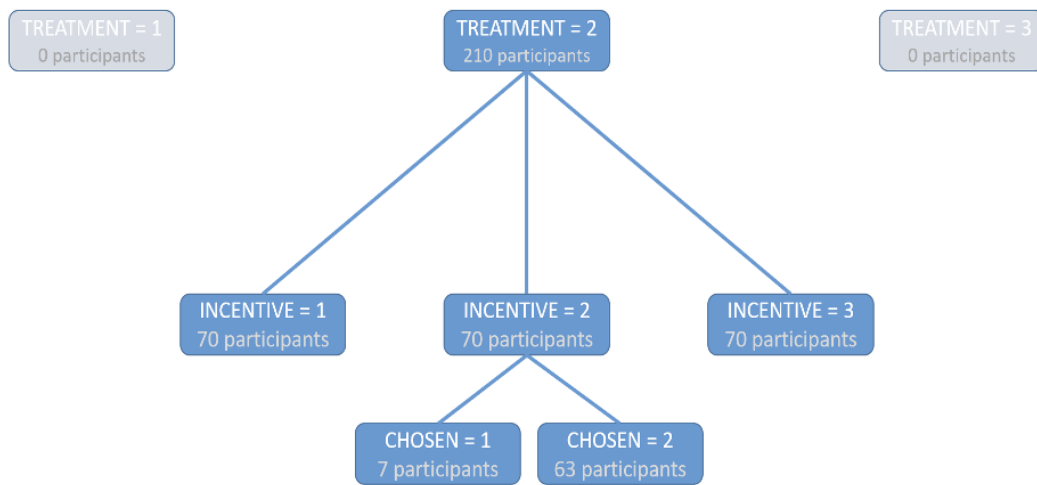 TREATMENT = 1
0 participants
TREATMENT = 2
210 participants
TREATMENT = 3
0 participants
INCENTIVE = 1
70 participants
INCENTIVE = 2
70 participants
INCENTIVE = 3
70 participants
CHOSEN = 1
7 participants
CHOSEN = 2
63 participants